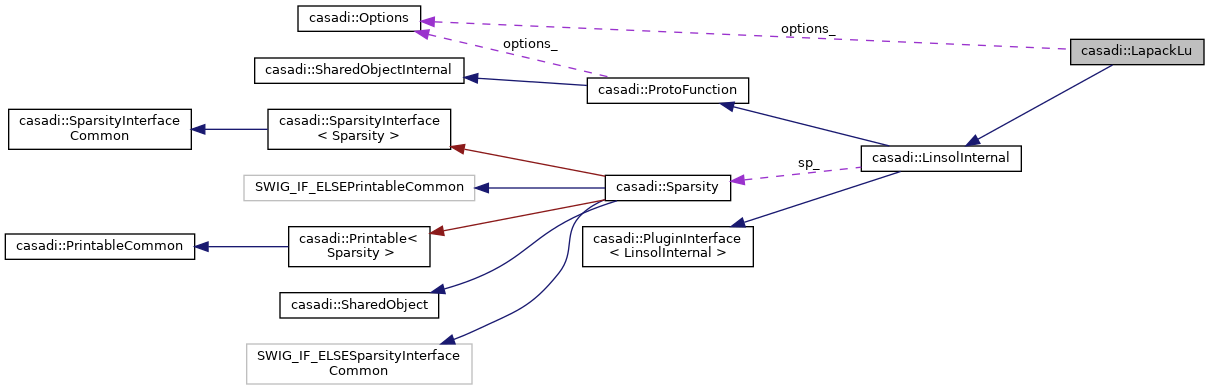 casadi::Options
options_
casadi::LapackLu
options_
casadi::SharedObjectInternal
casadi::ProtoFunction
casadi::SparsityInterface
Common
casadi::SparsityInterface
< Sparsity >
casadi::LinsolInternal
sp_
SWIG_IF_ELSEPrintableCommon
casadi::Sparsity
casadi::PrintableCommon
casadi::Printable<
Sparsity >
casadi::PluginInterface
< LinsolInternal >
casadi::SharedObject
SWIG_IF_ELSESparsityInterface
Common